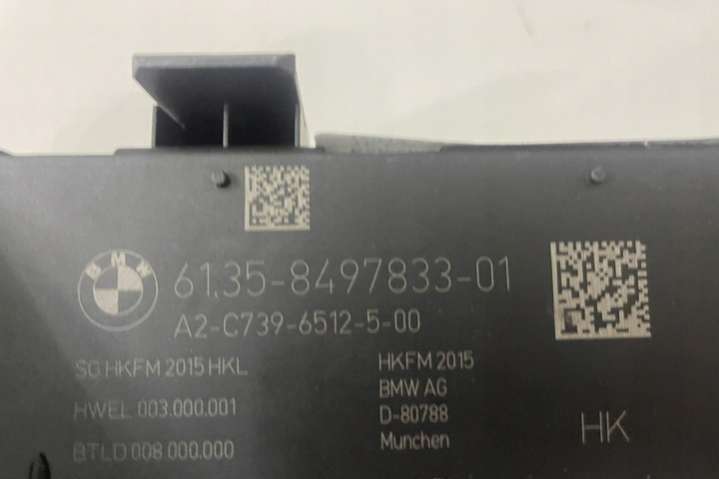 BMW
61.35-8497833-01
A2-C739-6512-5-00
SG HKFM 2015 HKL
HWEL 003.000.001
BTLD 008.000.000
HKFM 2015
BMW AG
D-80788
Munchen
HK